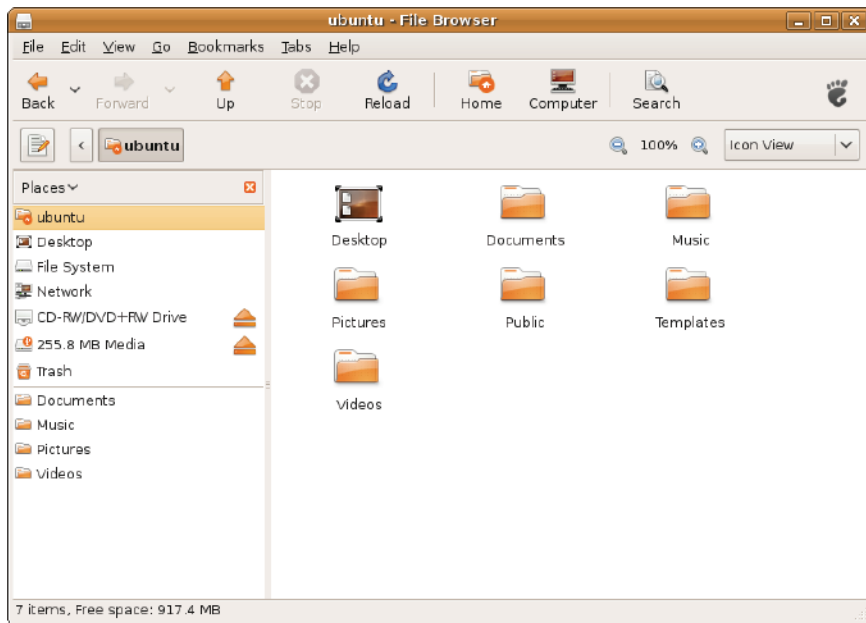 ubuntu - File Browser
File Edit View Go Bookmarks Tabs Help
Back Forward Up Stop Reload Home Computer Search
ubuntu 100% Icon View
Places
ubuntu
Desktop
File System
Network
CD-RW/DVD+RW Drive
255.8 MB Media
Trash
Documents
Music
Pictures
Videos
Desktop Documents Music
Pictures Public Templates
Videos
7 items, Free space: 917.4 MB